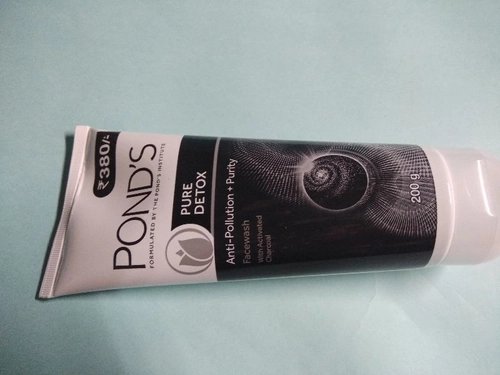 ₹380/-
POND'S
FORMULATED BY THE POND'S INSTITUTE
PURE
DETOX
Anti-Pollution + Purity
Facewash
With Activated
Charcoal
200 g